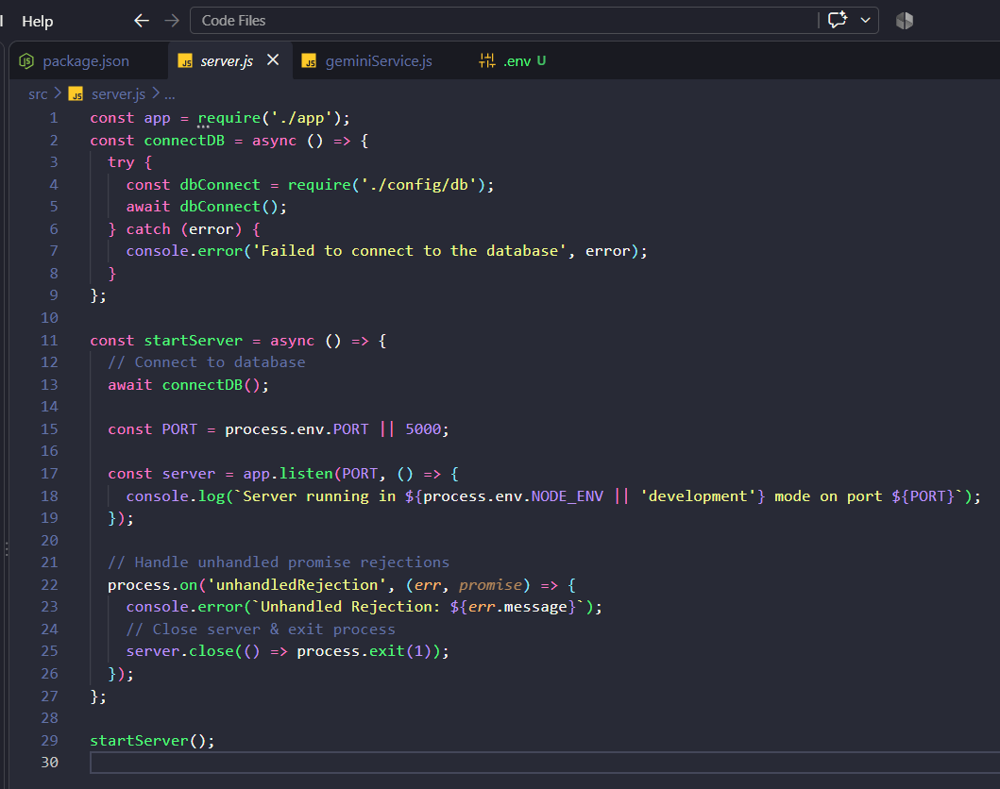 Help
Code Files
package.json
server.js
geminiService.js
.env U
src > server.js > ...
1 const app = require('./app');
2 const connectDB = async () => {
3 try {
4 const dbConnect = require('./config/db');
5 await dbConnect();
6 } catch (error) {
7 console.error('Failed to connect to the database', error);
8 }
9 };
10
11 const startServer = async () => {
12 // Connect to database
13 await connectDB();
14
15 const PORT = process.env.PORT || 5000;
16
17 const server = app.listen(PORT, () => {
18 console.log(`Server running in ${process.env.NODE_ENV || 'development'} mode on port ${PORT}`);
19 });
20
21 // Handle unhandled promise rejections
22 process.on('unhandledRejection', (err, promise) => {
23 console.error(`Unhandled Rejection: ${err.message}`);
24 // Close server & exit process
25 server.close(() => process.exit(1));
26 });
27 };
28
29 startServer();
30